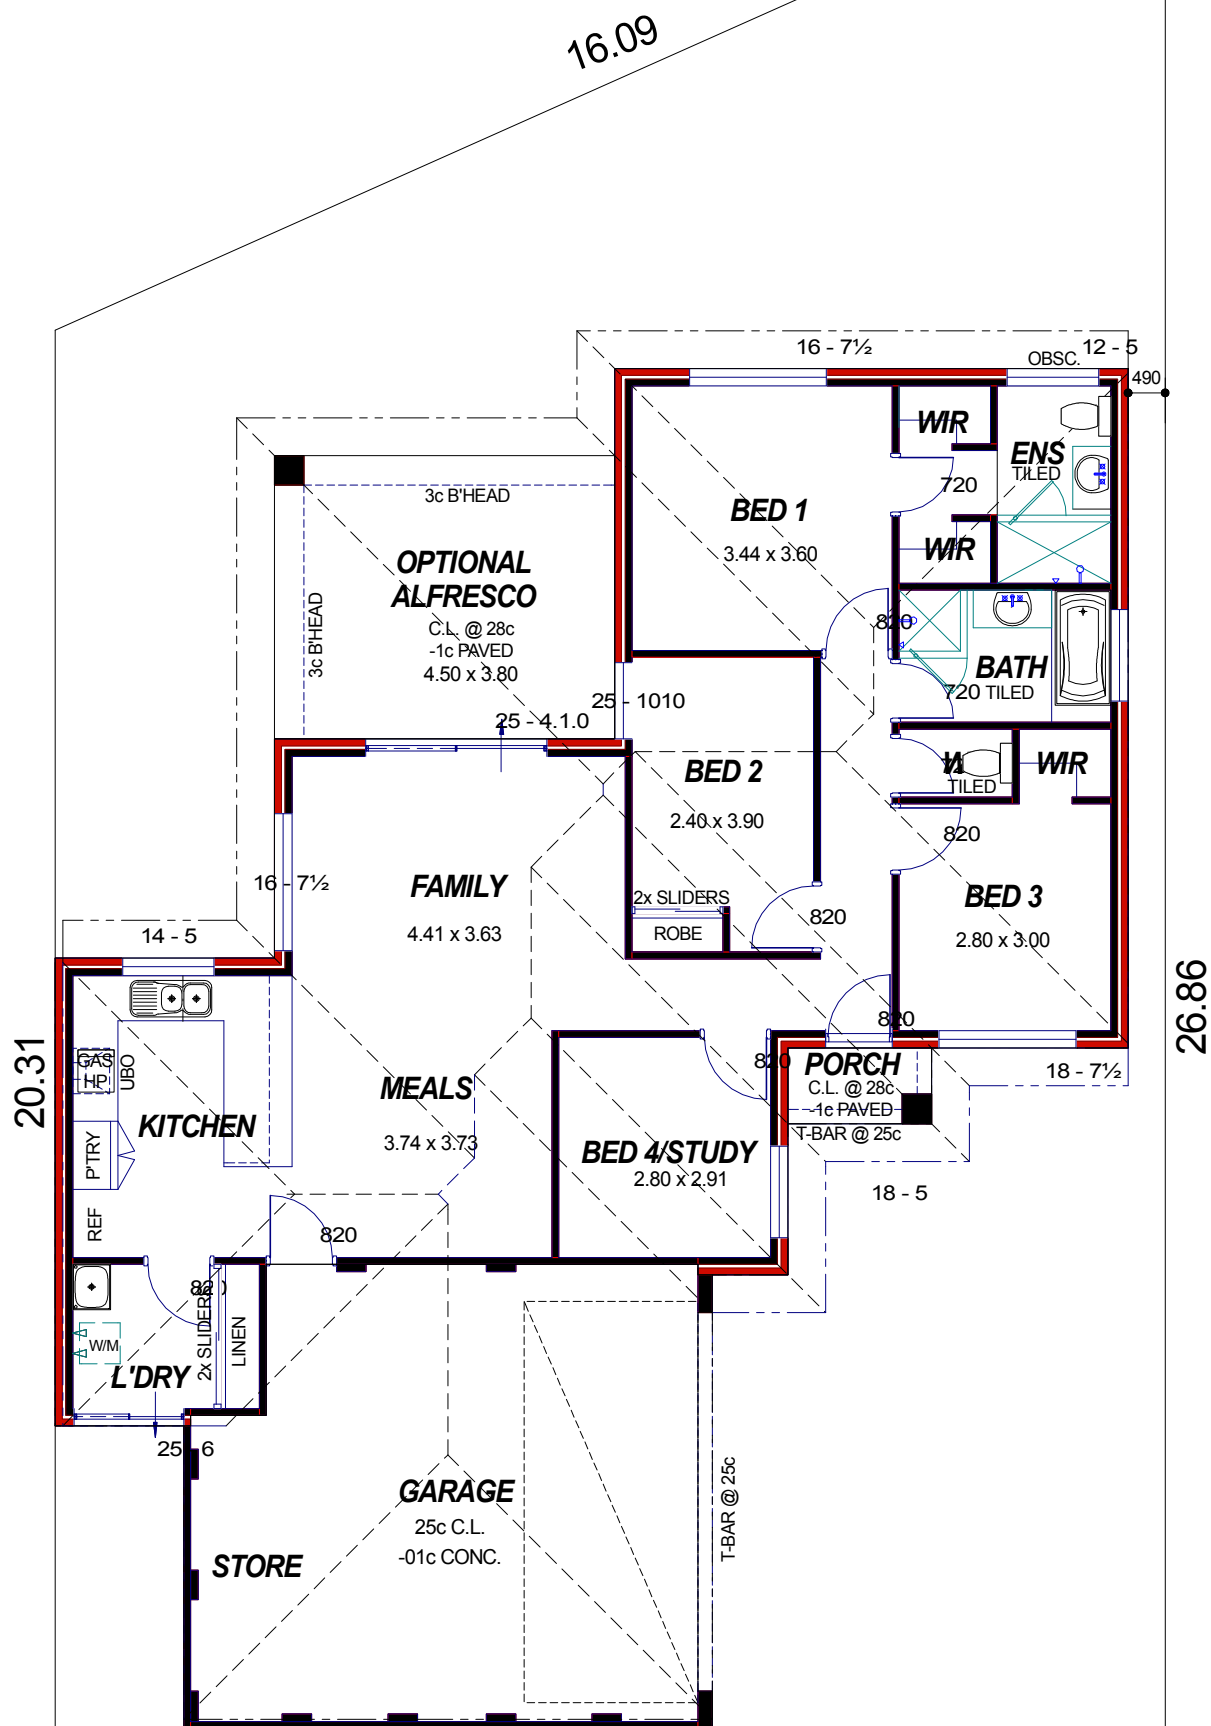 16.09
16 - 7½
12 - 5
OBSC.
490
WIR
ENS
TILED
720
3c B'HEAD
BED 1
3.44 x 3.60
WIR
OPTIONAL
ALFRESCO
C.L. @ 28c
-1c PAVED
4.50 x 3.80
3c B'HEAD
820
BATH
720 TILED
25 - 1010
25 - 4.1.0
BED 2
2.40 x 3.90
TILED
WIR
820
16 - 7½
FAMILY
4.41 x 3.63
2x SLIDERS
ROBE
820
BED 3
2.80 x 3.00
14 - 5
26.86
20.31
GAS
HP
UBO
820
820
PORCH
C.L. @ 28c
-1c PAVED
T-BAR @ 25c
18 - 7½
MEALS
3.74 x 3.73
KITCHEN
P'TRY
REF
BED 4/STUDY
2.80 x 2.91
18 - 5
820
820
2x SLIDERS
LINEN
W/M
L'DRY
25 - 6
GARAGE
25c C.L.
-01c CONC.
T-BAR @ 25c
STORE